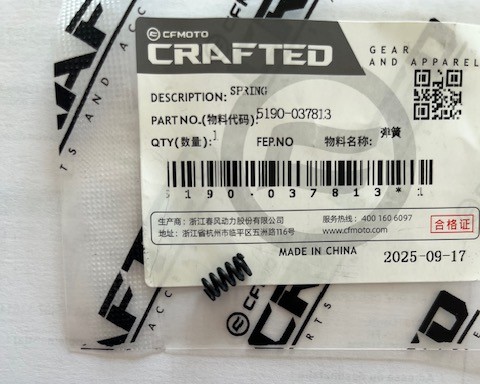 CFMOTO
CRAFTED
GEAR
AND APPAREL
DESCRIPTION: SPRING
PART NO.(物料代码): 5190-037813
QTY(数量): 1 FEP.NO 物料名称: 弹簧
5190-037813*1
生产商: 浙江春风动力股份有限公司 服务热线: 400 160 6097
地址: 浙江省杭州市临平区五洲路116号 www.cfmoto.com
合格证
MADE IN CHINA 2025-09-17
CFMOTO